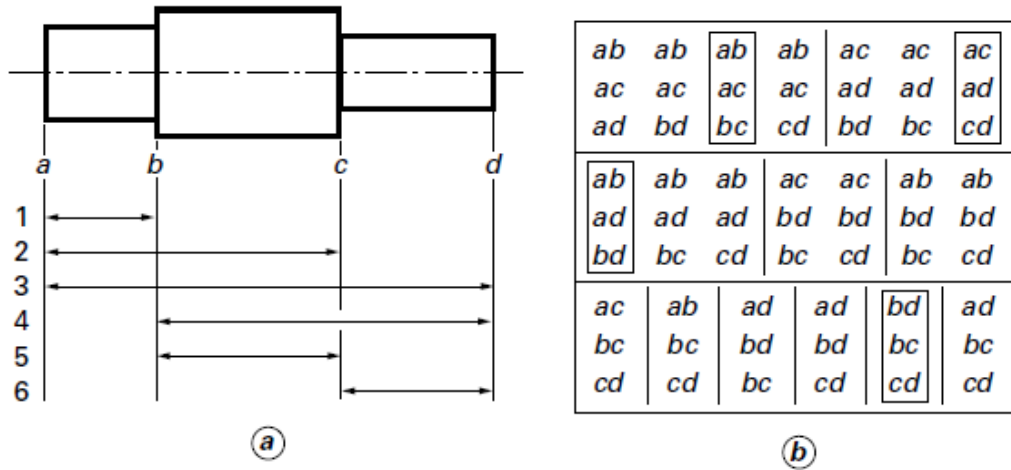 a b c d
1
2
3
4
5
6
a
ab ab ab ab ac ac ac
ac ac ac ac ad ad ad
ad bd bc cd bd bc cd
ab ab ab ac ac ab ab
ad ad ad bd bd bd bd
bd bc cd bc cd bc cd
ac ab ad ad bd ad
bc bc bd bd bc bc
cd cd bc cd cd cd
b